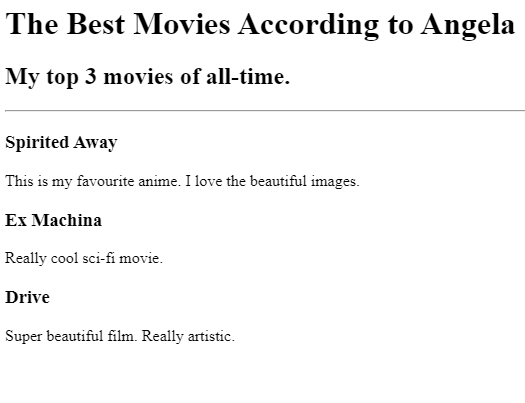 The Best Movies According to Angela
My top 3 movies of all-time.
Spirited Away
This is my favourite anime. I love the beautiful images.
Ex Machina
Really cool sci-fi movie.
Drive
Super beautiful film. Really artistic.